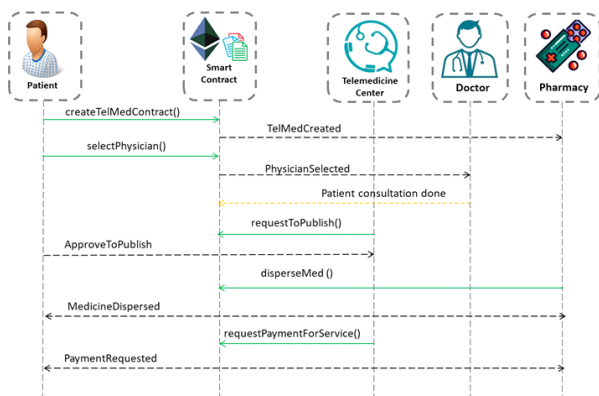 Patient
Smart
Contract
Telemedicine
Center
Doctor
Pharmacy
createTelMedContract()
TelMedCreated
selectPhysician()
PhysicianSelected
Patient consultation done
requestToPublish()
ApproveToPublish
disperseMed ()
MedicineDispersed
requestPaymentForService()
PaymentRequested